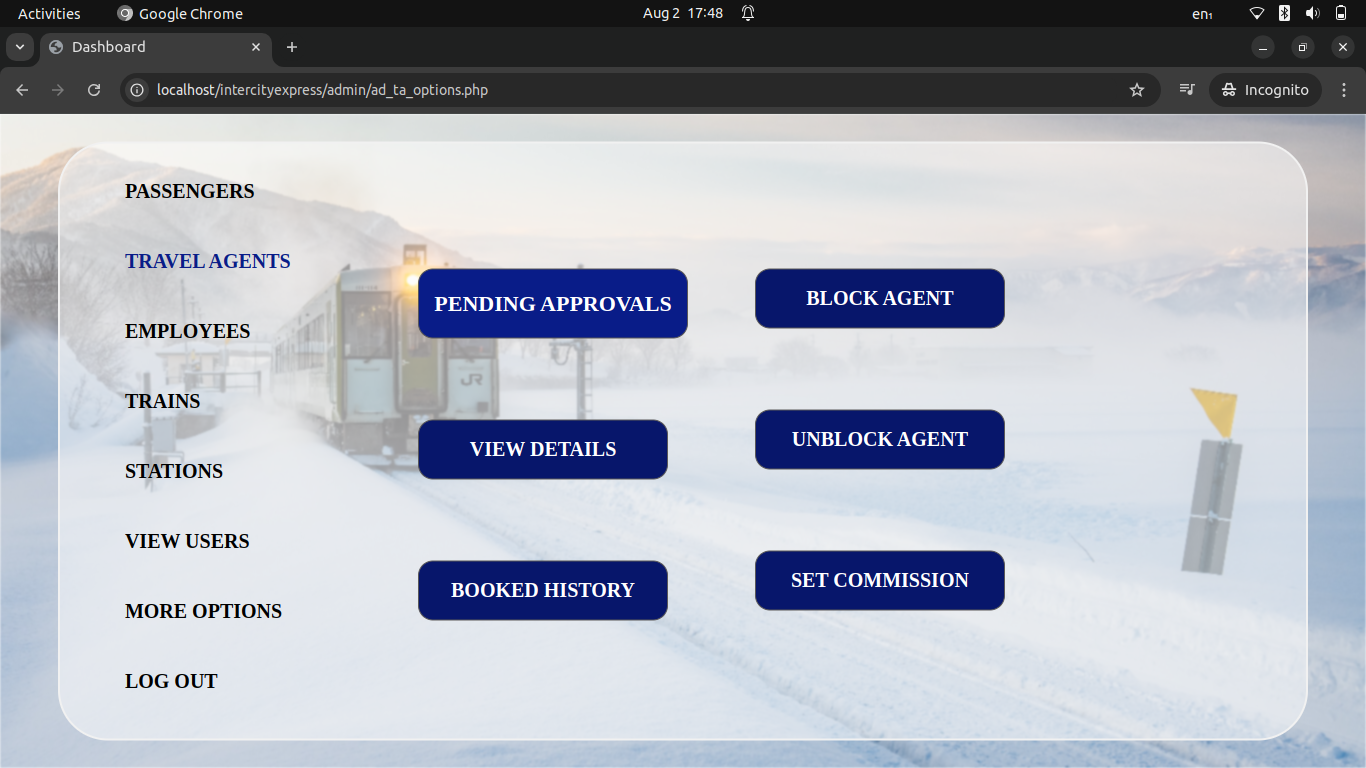 Activities
Google Chrome
Aug 2 17:48
en₁
Dashboard
localhost/intercityexpress/admin/ad_ta_options.php
Incognito
PASSENGERS
TRAVEL AGENTS
EMPLOYEES
TRAINS
STATIONS
VIEW USERS
MORE OPTIONS
LOG OUT
PENDING APPROVALS
BLOCK AGENT
VIEW DETAILS
UNBLOCK AGENT
BOOKED HISTORY
SET COMMISSION
JR